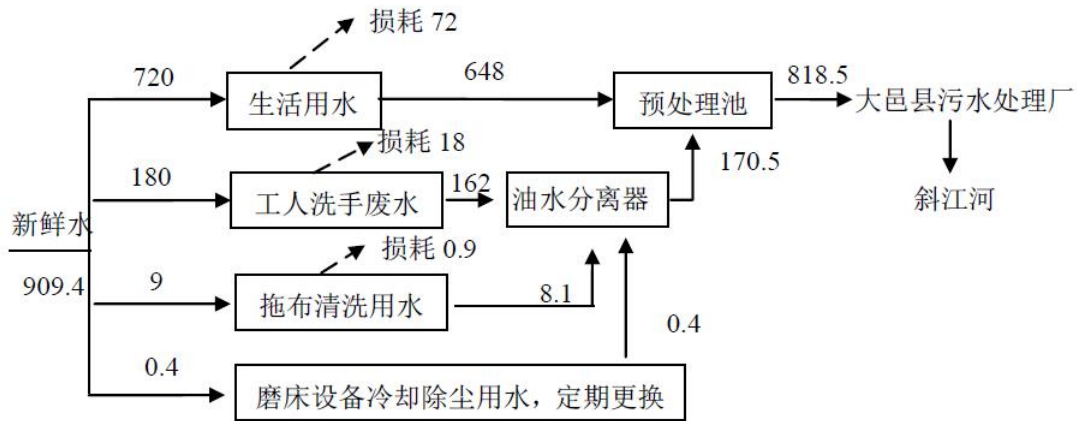 损耗 72
720
生活用水
648
预处理池
818.5
大邑县污水处理厂
损耗 18
180
工人洗手废水
162
油水分离器
170.5
斜江河
新鲜水
909.4
损耗 0.9
9
拖布清洗用水
8.1
0.4
0.4
磨床设备冷却除尘用水，定期更换